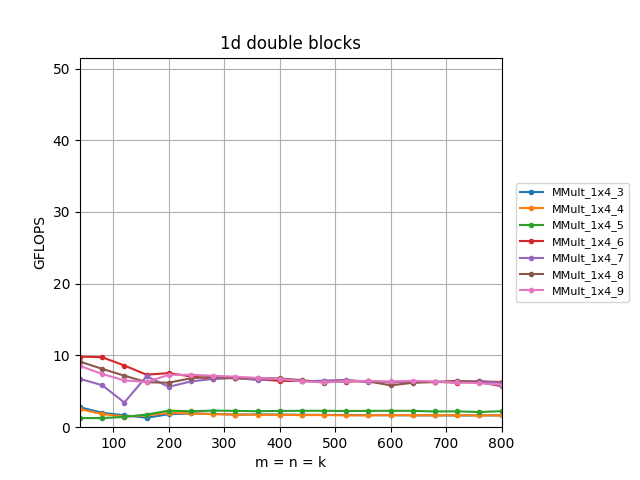 1d double blocks
50
40
30
20
10
0
GFLOPS
100 200 300 400 500 600 700 800
m = n = k
MMult_1x4_3
MMult_1x4_4
MMult_1x4_5
MMult_1x4_6
MMult_1x4_7
MMult_1x4_8
MMult_1x4_9